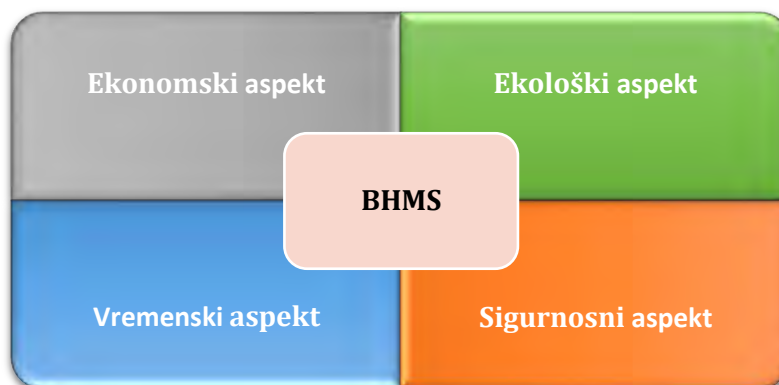 Ekonomski aspekt
Ekološki aspekt
BHMS
Vremenski aspekt
Sigurnosni aspekt